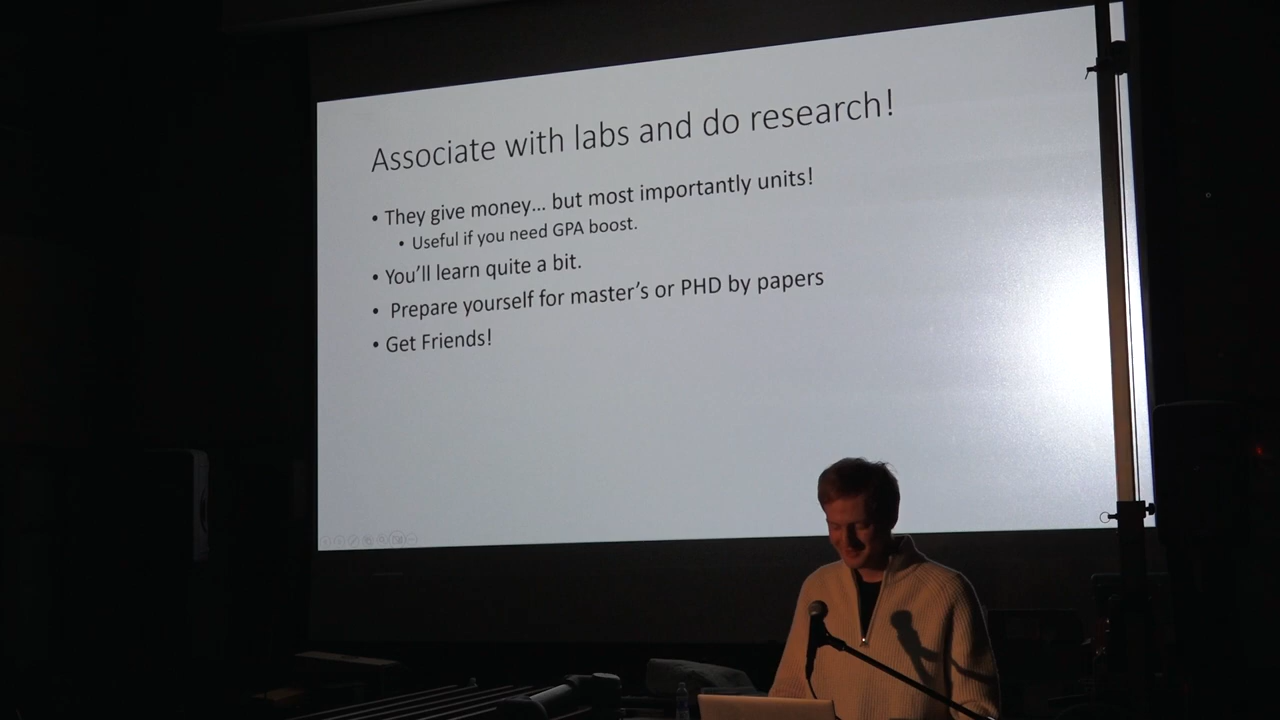 Associate with labs and do research!
• They give money... but most importantly units!
• Useful if you need GPA boost.
• You'll learn quite a bit.
• Prepare yourself for master's or PHD by papers
• Get Friends!